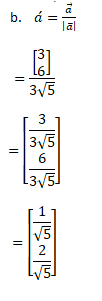 b. á = a⃗ / |ā|
= [3 6] / 3√5
= [3/3√5 6/3√5]
= [1/√5 2/√5]